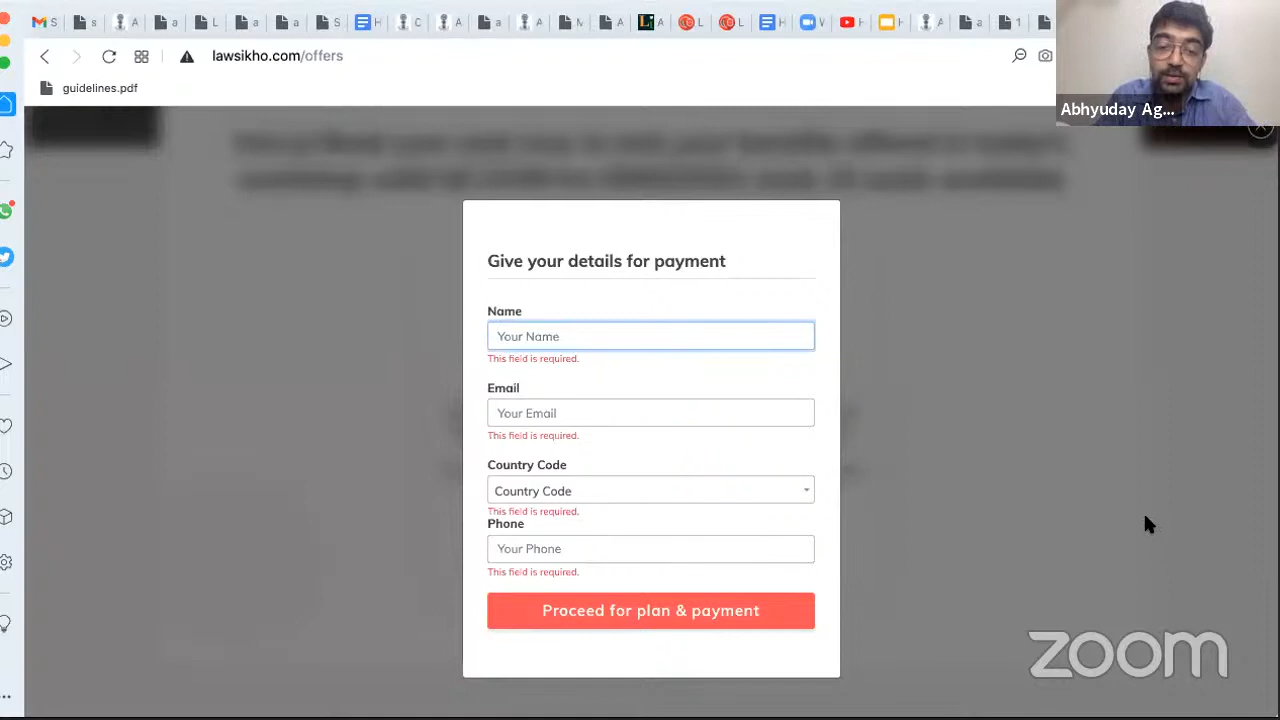 S
a
A
a
L
a
a
S
H
C
A
a
A
M
A
A
L
L
H
W
H
H
A
a
1
lawsikho.com/offers
guidelines.pdf
Abhyuday Ag...
Give your details for payment
Name
Your Name
This field is required.
Email
Your Email
This field is required.
Country Code
Country Code
This field is required.
Phone
Your Phone
This field is required.
Proceed for plan & payment
zoom